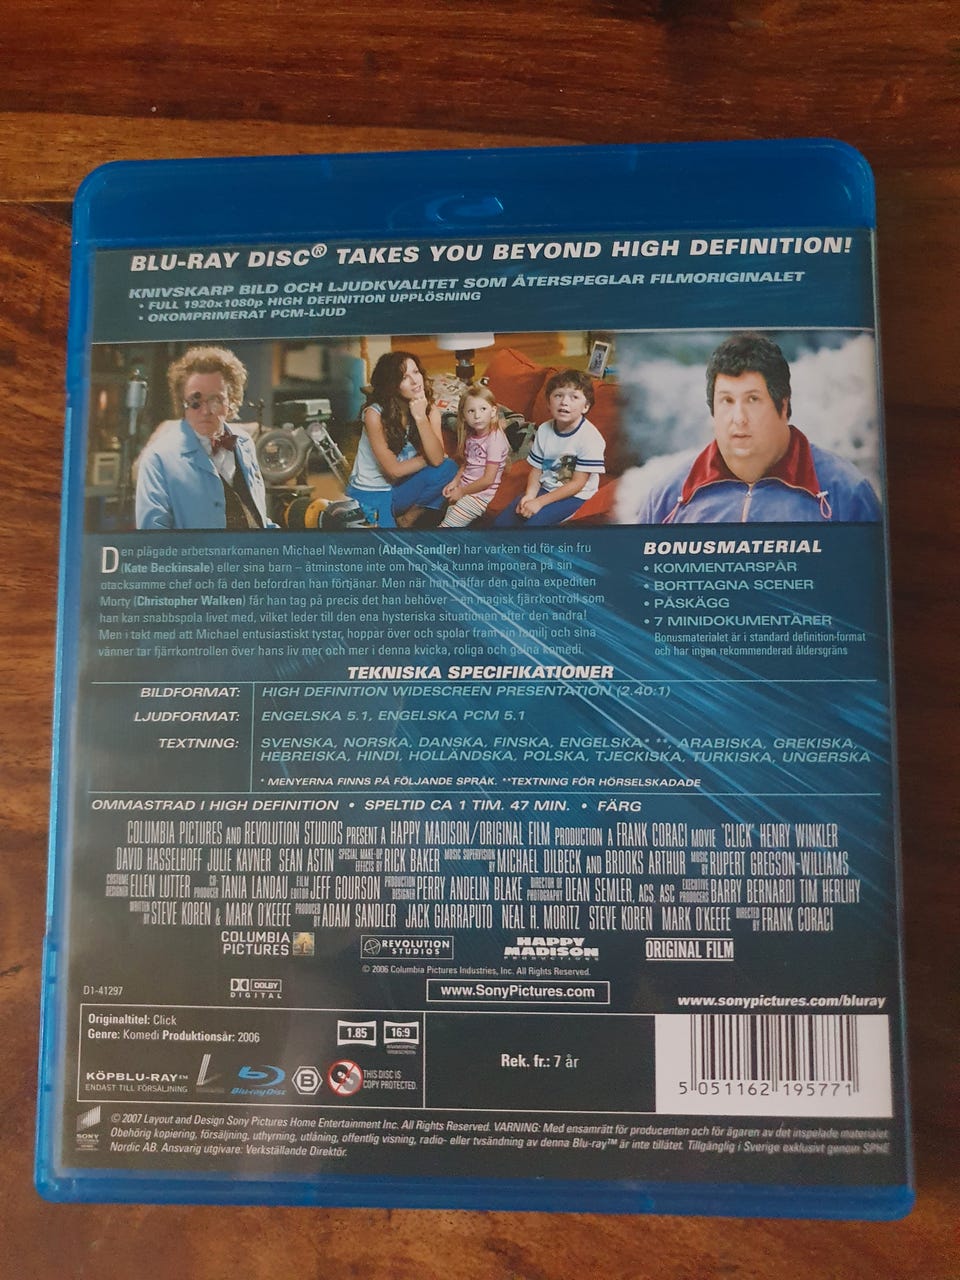 BLU-RAY DISC® TAKES YOU BEYOND HIGH DEFINITION!
KNIVSKARP BILD OCH LJUDKVALITET SOM ÅTERSPEGLAR FILMORIGINALET
• FULL 1920x1080p HIGH DEFINITION UPPLÖSNING
• OKOMPRIMERAT PCM-LJUD
Den plågade arbetsnarkomanen Michael Newman (Adam Sandler) har varken tid för sin fru
(Kate Beckinsale) eller sina barn – åtminstone inte om han ska kunna imponera på sin
otacksamme chef och få den befordran han förtjänar. Men när han träffar den galna expediten
Morty (Christopher Walken) får han tag på precis det han behöver – en magisk fjärrkontroll som
han kan snabbspola livet med, vilket leder till den ena hysteriska situationen efter den andra!
Men i takt med att Michael entusiastiskt tystar, hoppar över och spolar fram sin familj och sina
vänner tar fjärrkontrollen över hans liv mer och mer i denna kvicka, roliga och galna komedi.
BONUSMATERIAL
• KOMMENTARSPÅR
• BORTTAGNA SCENER
• PÅSKÄGG
• 7 MINIDOKUMENTÄRER
Bonusmaterialet är i standard definition-format
och har ingen rekommenderad åldersgräns
TEKNISKA SPECIFIKATIONER
BILDFORMAT: HIGH DEFINITION WIDESCREEN PRESENTATION (2.40:1)
LJUDFORMAT: ENGELSKA 5.1, ENGELSKA PCM 5.1
TEXTNING: SVENSKA, NORSKA, DANSKA, FINSKA, ENGELSKA* **, ARABISKA, GREKISKA,
HEBREISKA, HINDI, HOLLÄNDSKA, POLSKA, TJECKISKA, TURKISKA, UNGERSKA
* MENYERNA FINNS PÅ FÖLJANDE SPRÅK. **TEXTNING FÖR HÖRSELSKADADE
OMMASTRAD I HIGH DEFINITION • SPELTID CA 1 TIM. 47 MIN. • FÄRG
COLUMBIA PICTURES AND REVOLUTION STUDIOS PRESENT A HAPPY MADISON/ORIGINAL FILM PRODUCTION A FRANK CORACI MOVIE "CLICK" HENRY WINKLER
DAVID HASSELHOFF JULIE KAVNER SEAN ASTIN SPECIAL MAKE-UP EFFECTS BY RICK BAKER MUSIC SUPERVISION BY MICHAEL DILBECK AND BROOKS ARTHUR MUSIC BY RUPERT GREGSON-WILLIAMS
COSTUME DESIGNER ELLEN LUTTER CO-PRODUCER TANIA LANDAU FILM EDITOR JEFF GOURSON PRODUCTION DESIGNER PERRY ANDELIN BLAKE DIRECTOR OF PHOTOGRAPHY DEAN SEMLER, ACS, ASC EXECUTIVE PRODUCERS BARRY BERNARDI TIM HERLIHY
WRITTEN BY STEVE KOREN & MARK O'KEEFE PRODUCED BY ADAM SANDLER JACK GIARRAPUTO NEAL H. MORITZ STEVE KOREN MARK O'KEEFE DIRECTED BY FRANK CORACI
COLUMBIA PICTURES
REVOLUTION STUDIOS
HAPPY MADISON PRODUCTIONS
ORIGINAL FILM
© 2006 Columbia Pictures Industries, Inc. All Rights Reserved.
D1-41297
DOLBY DIGITAL
www.SonyPictures.com
www.sonypictures.com/bluray
Originaltitel: Click
Genre: Komedi Produktionsår: 2006
1.85
16:9
ANAMORPHIC WIDESCREEN
Rek. fr.: 7 år
KÖPBLU-RAY™
ENDAST TILL FÖRSÄLJNING
Blu-ray Disc
B
THIS DISC IS
COPY PROTECTED.
5 051162 195771
SONY PICTURES
© 2007 Layout and Design Sony Pictures Home Entertainment Inc. All Rights Reserved. VARNING: Med ensamrätt för producenten och för ägaren av det inspelade materialet.
Obehörig kopiering, försäljning, uthyrning, utlåning, offentlig visning, radio- eller tvsändning av denna Blu-ray™ är inte tillåtet. Tillgänglig i Sverige exklusivt genom SPHE
Nordic AB. Ansvarig utgivare: Verkställande Direktör.